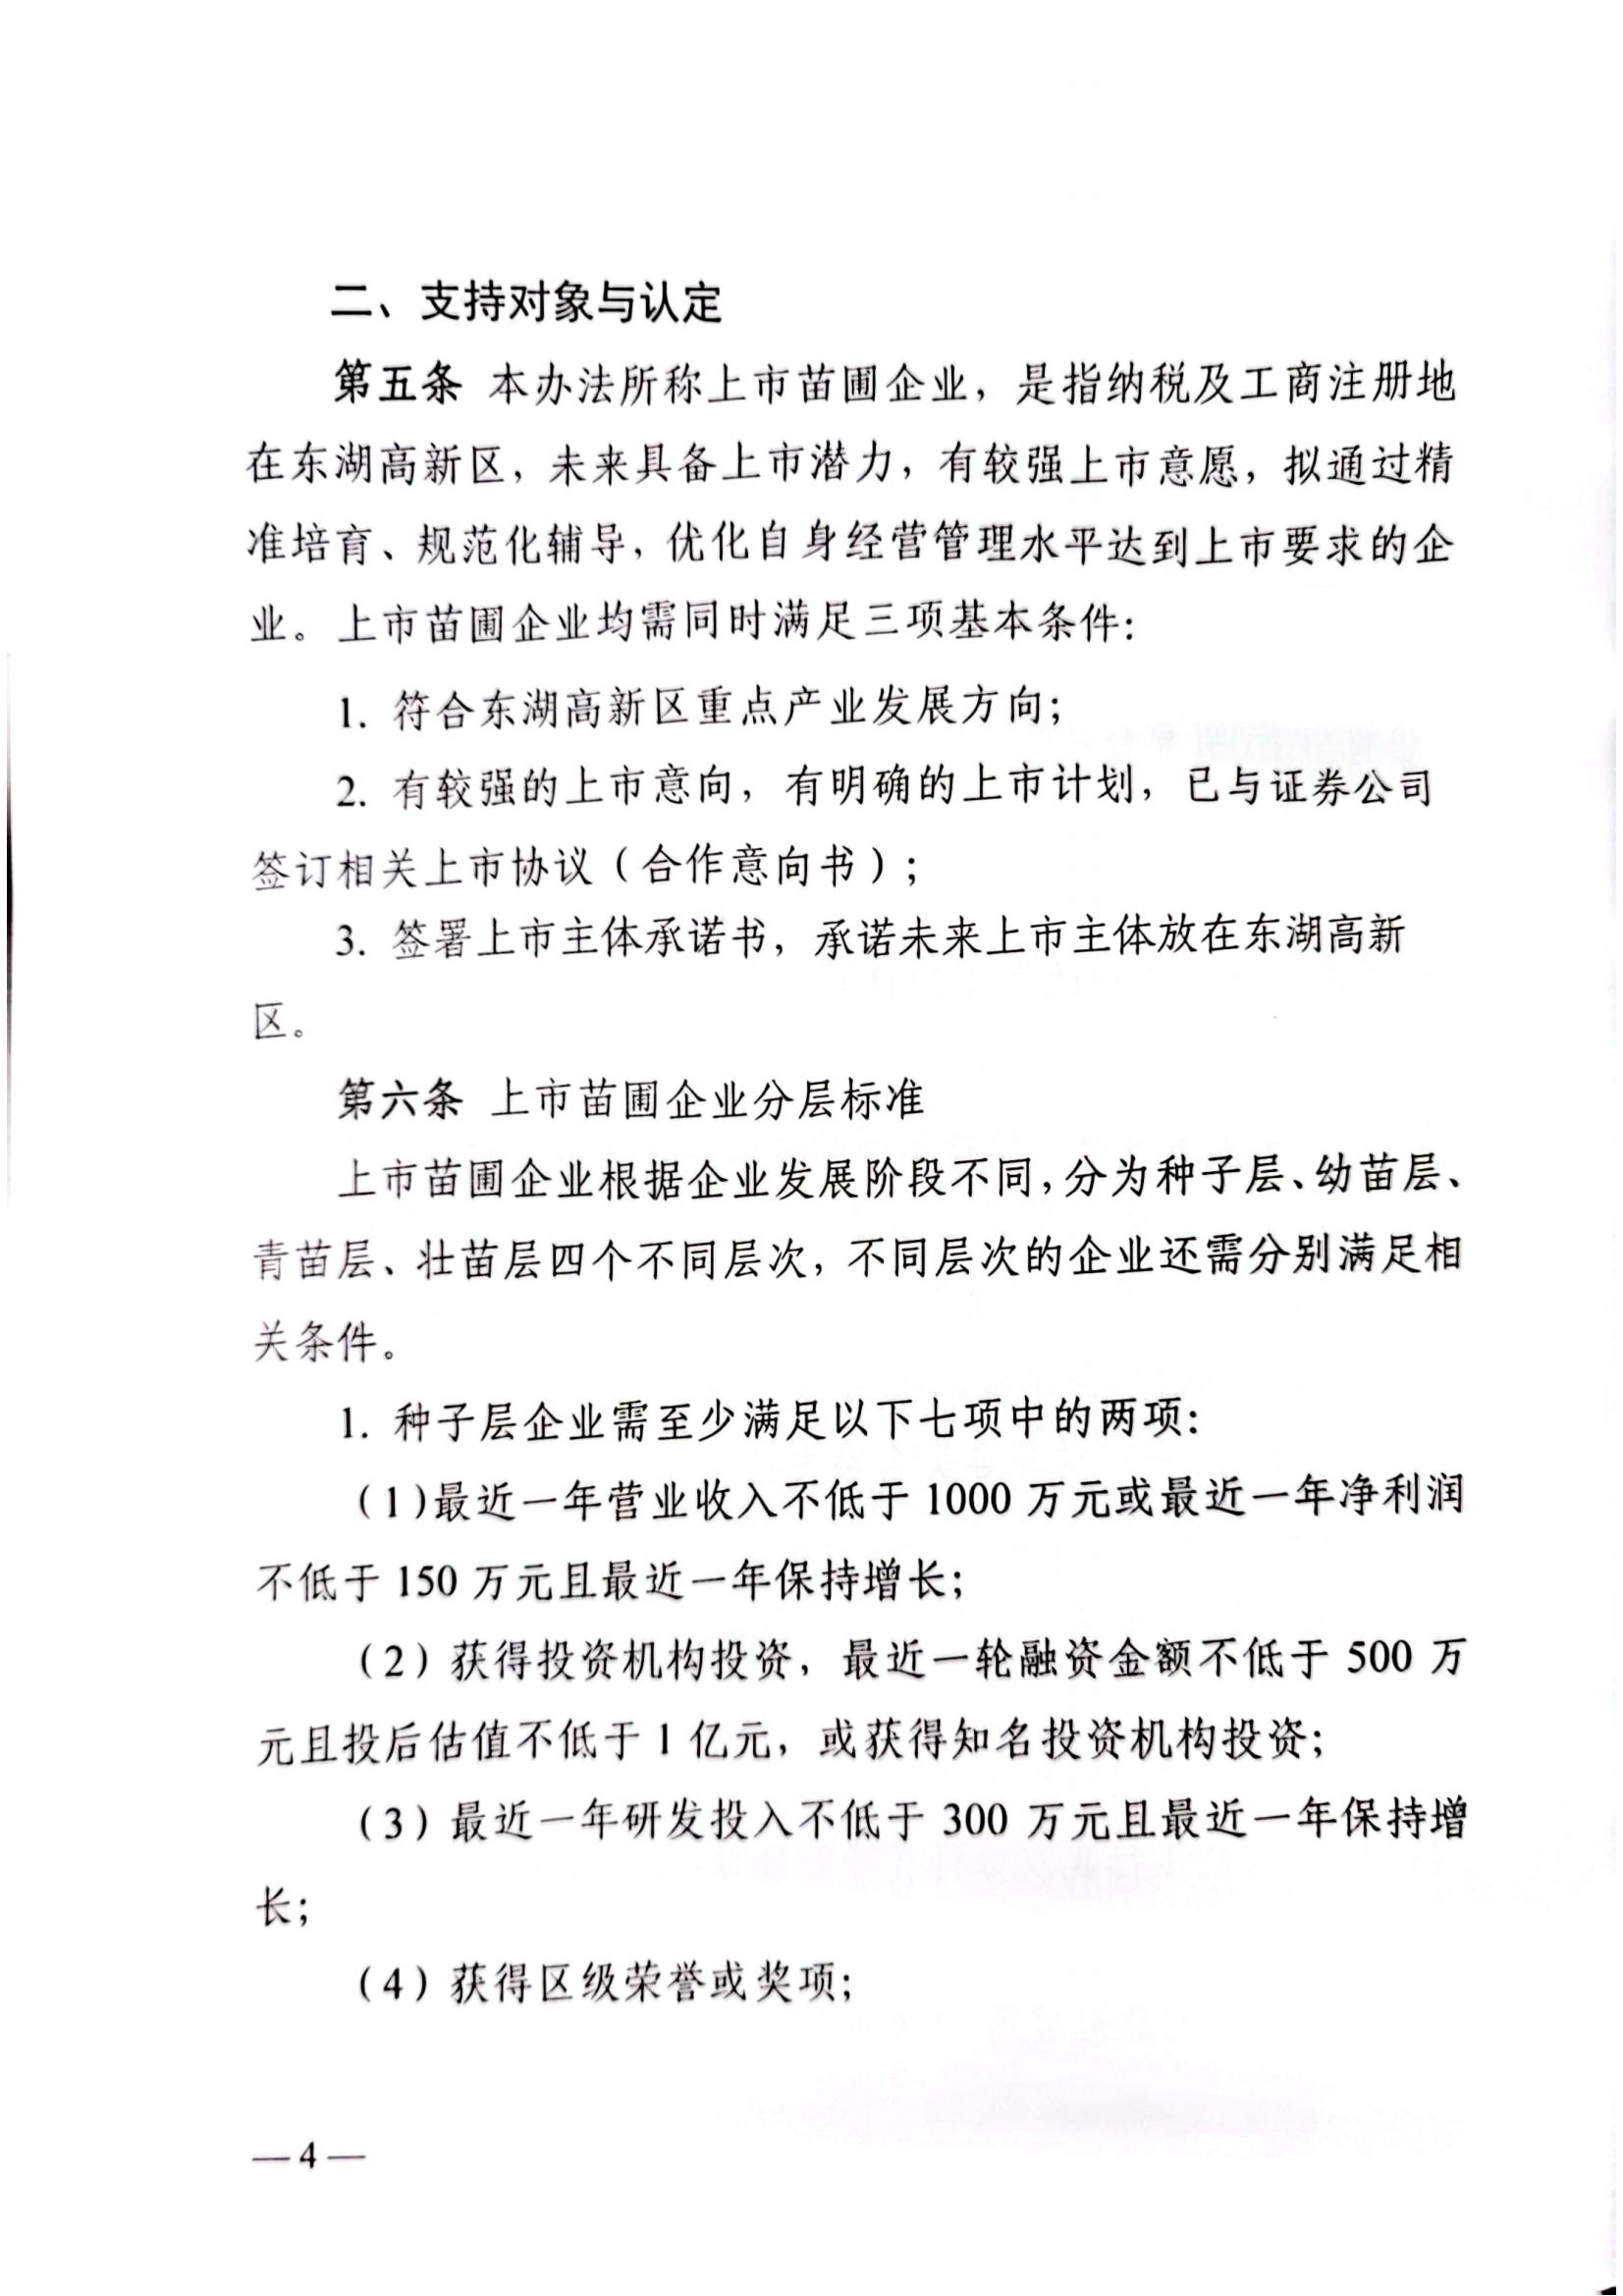 二、支持对象与认定
第五条 本办法所称上市苗圃企业，是指纳税及工商注册地
在东湖高新区，未来具备上市潜力，有较强上市意愿，拟通过精
准培育、规范化辅导，优化自身经营管理水平达到上市要求的企
业。上市苗圃企业均需同时满足三项基本条件：
1. 符合东湖高新区重点产业发展方向；
2. 有较强的上市意向，有明确的上市计划，已与证券公司
签订相关上市协议（合作意向书）；
3. 签署上市主体承诺书，承诺未来上市主体放在东湖高新
区。
第六条 上市苗圃企业分层标准
上市苗圃企业根据企业发展阶段不同，分为种子层、幼苗层、
青苗层、壮苗层四个不同层次，不同层次的企业还需分别满足相
关条件。
1. 种子层企业需至少满足以下七项中的两项：
（1）最近一年营业收入不低于 1000 万元或最近一年净利润
不低于 150 万元且最近一年保持增长；
（2）获得投资机构投资，最近一轮融资金额不低于 500 万
元且投后估值不低于 1 亿元，或获得知名投资机构投资；
（3）最近一年研发投入不低于 300 万元且最近一年保持增
长；
（4）获得区级荣誉或奖项；
— 4 —